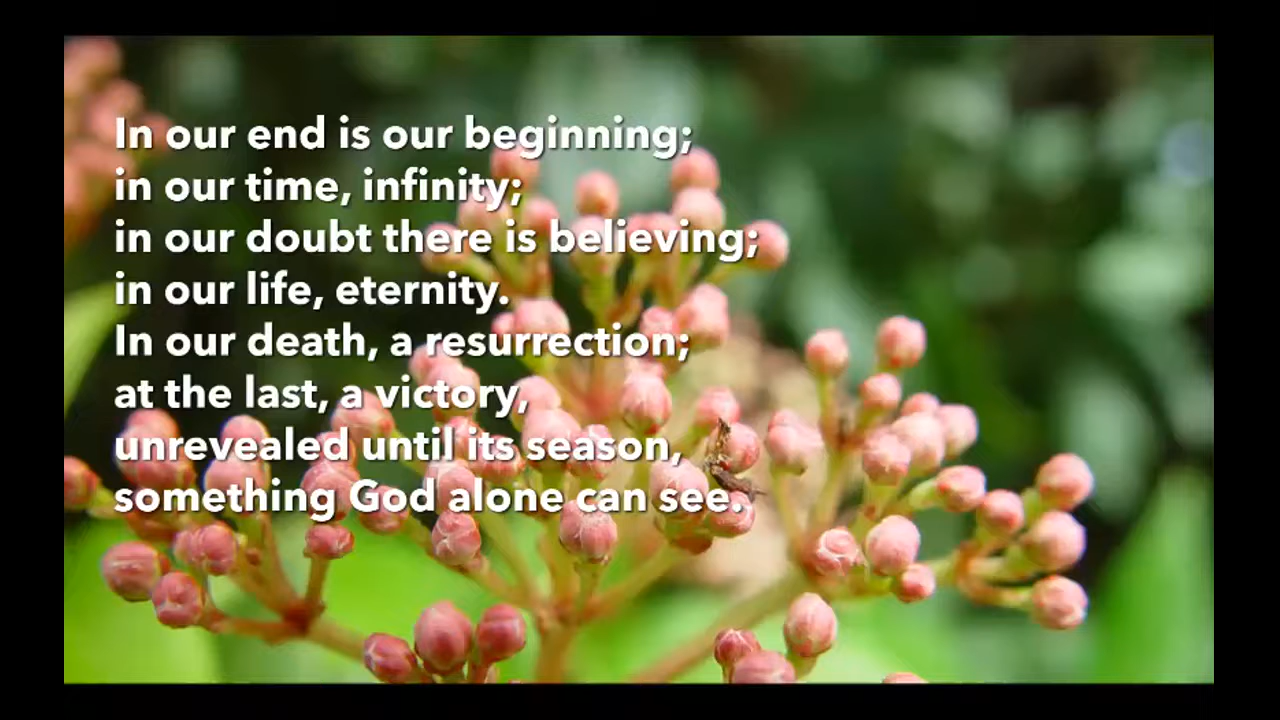 In our end is our beginning;
in our time, infinity;
in our doubt there is believing;
in our life, eternity.
In our death, a resurrection;
at the last, a victory,
unrevealed until its season,
something God alone can see.